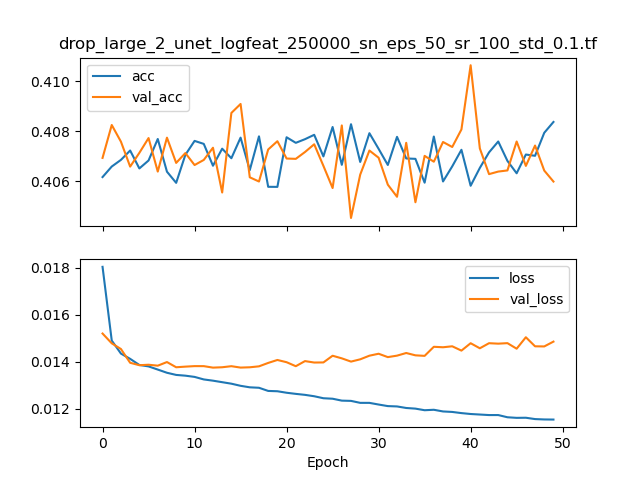 drop_large_2_unet_logfeat_250000_sn_eps_50_sr_100_std_0.1.tf
acc
val_acc
0.410
0.408
0.406
loss
val_loss
0.018
0.016
0.014
0.012
0 10 20 30 40 50
Epoch